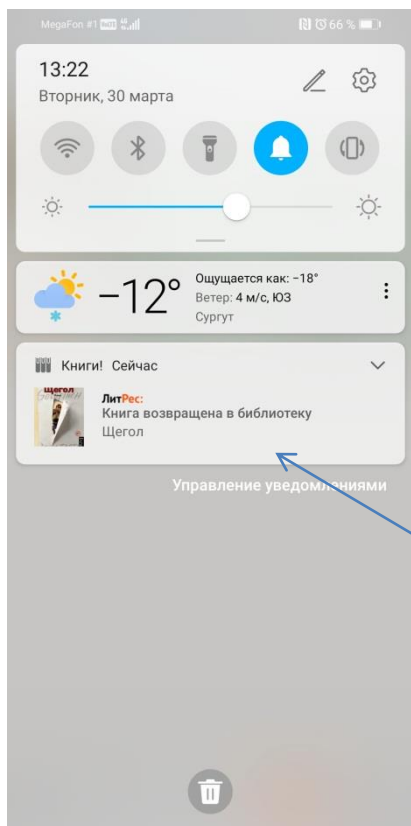 MegaFon #1
66 %
13:22
Вторник, 30 марта
−12°
Ощущается как: −18°
Ветер: 4 м/с, ЮЗ
Сургут
Книги! Сейчас
Щегол
ЛитРес:
Книга возвращена в библиотеку
Щегол
Управление уведомлениями